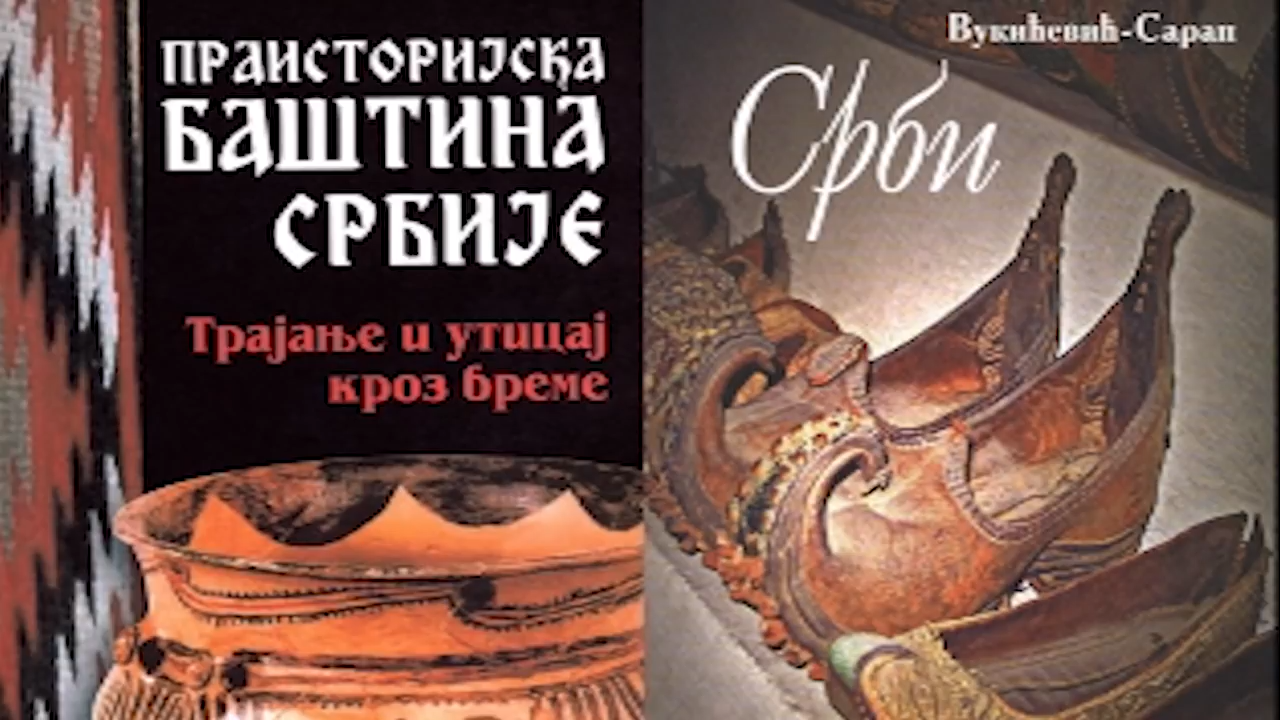 ПРАИСТОРИЈСКА
БАШТИНА
СРБИЈЕ
Трајање и утицај
кроз време
Вукићевић-Сарап
Срби